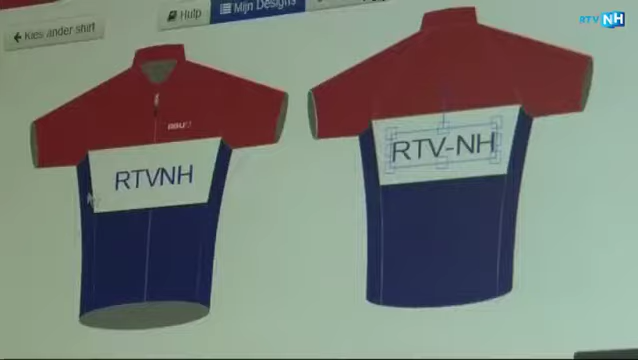 Kies ander shirt
Hulp
Mijn Designs
RTV NH
RTVNH
RTV-NH